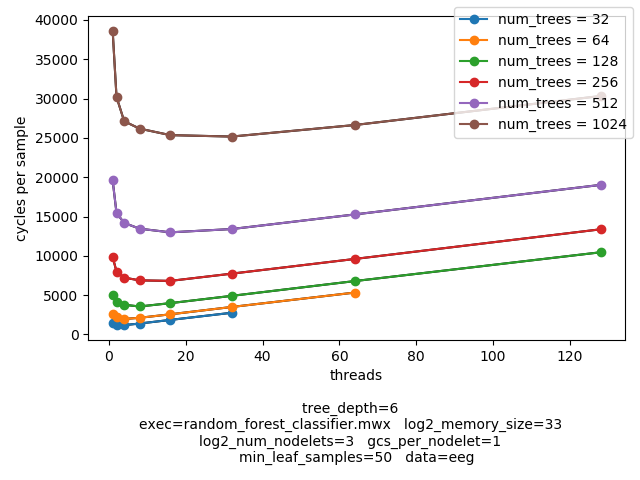 num_trees = 32
num_trees = 64
num_trees = 128
num_trees = 256
num_trees = 512
num_trees = 1024
40000
35000
30000
25000
20000
15000
10000
5000
0
cycles per sample
0 20 40 60 80 100 120
threads
tree_depth=6
exec=random_forest_classifier.mwx log2_memory_size=33
log2_num_nodelets=3 gcs_per_nodelet=1
min_leaf_samples=50 data=eeg